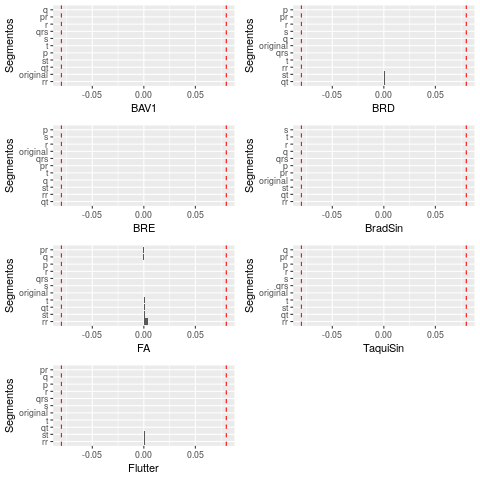 Segmentos
q
pr
r
qrs
s
t
p
st
qt
original
rr
-0.05
0.00
0.05
BAV1
Segmentos
p
pr
r
s
q
original
qrs
t
qt
st
rr
-0.05
0.00
0.05
BRD
Segmentos
p
s
r
original
qrs
pr
t
q
st
rr
qt
-0.05
0.00
0.05
BRE
Segmentos
s
t
r
q
qrs
p
pr
original
st
rr
qt
-0.05
0.00
0.05
BradSin
Segmentos
pr
q
p
r
qrs
s
original
t
qt
st
rr
-0.05
0.00
0.05
FA
Segmentos
q
pr
p
r
s
qrs
original
t
st
qt
rr
-0.05
0.00
0.05
TaquiSin
Segmentos
pr
q
p
r
qrs
s
original
t
qt
st
rr
-0.05
0.00
0.05
Flutter